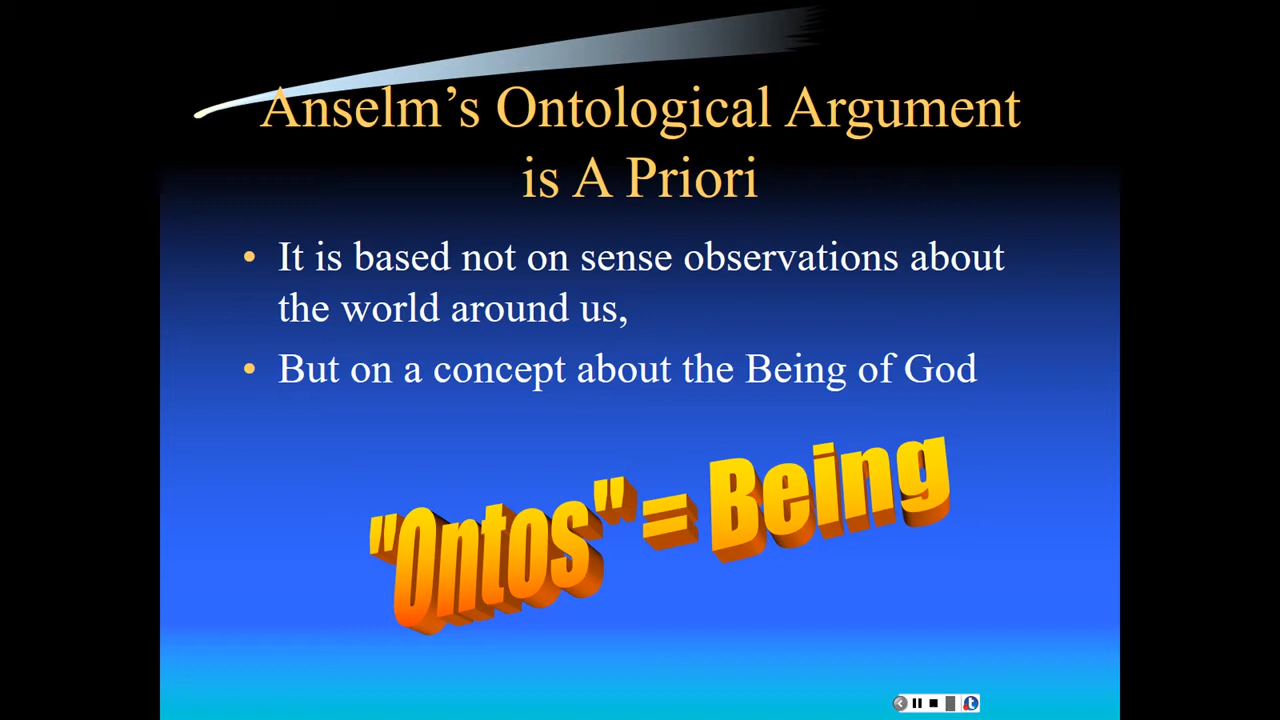 Anselm’s Ontological Argument
is A Priori
• It is based not on sense observations about
the world around us,
• But on a concept about the Being of God
"Ontos" = Being